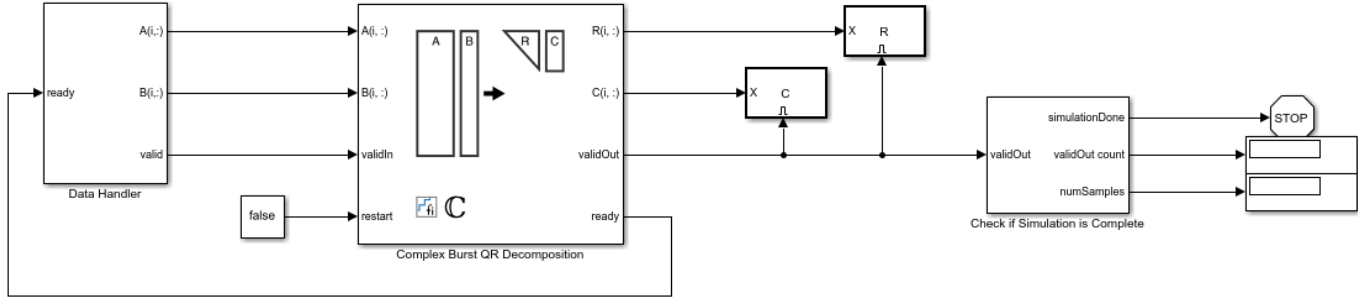 ready
A(i,:)
B(i,:)
valid
Data Handler
false
A(i, :)
B(i, :)
validIn
restart
A
B
R
C
fi
ℂ
R(i, :)
C(i, :)
validOut
ready
Complex Burst QR Decomposition
X
C
X
R
validOut
simulationDone
validOut count
numSamples
Check if Simulation is Complete
STOP